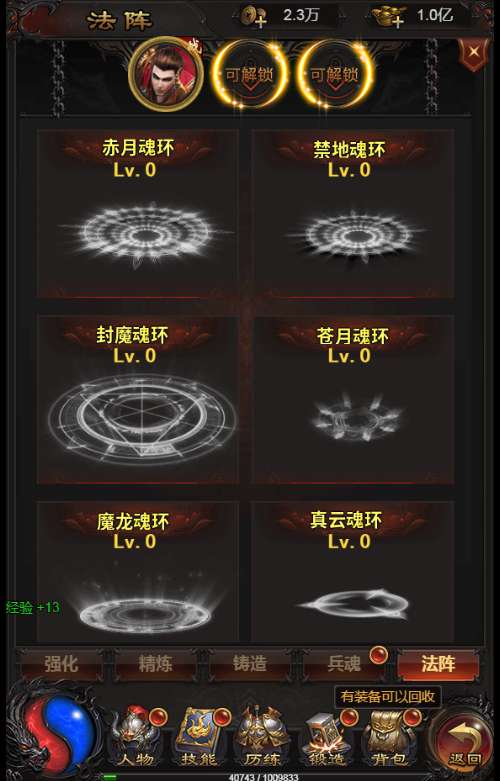 法阵
2.3万
1.0亿
战
可解锁
可解锁
赤月魂环
Lv. 0
禁地魂环
Lv. 0
封魔魂环
Lv. 0
苍月魂环
Lv. 0
魔龙魂环
Lv. 0
真云魂环
Lv. 0
经验 +13
强化
精炼
铸造
兵魂
法阵
有装备可以回收
人物
技能
历练
锻造
背包
返回
40743 / 1009833